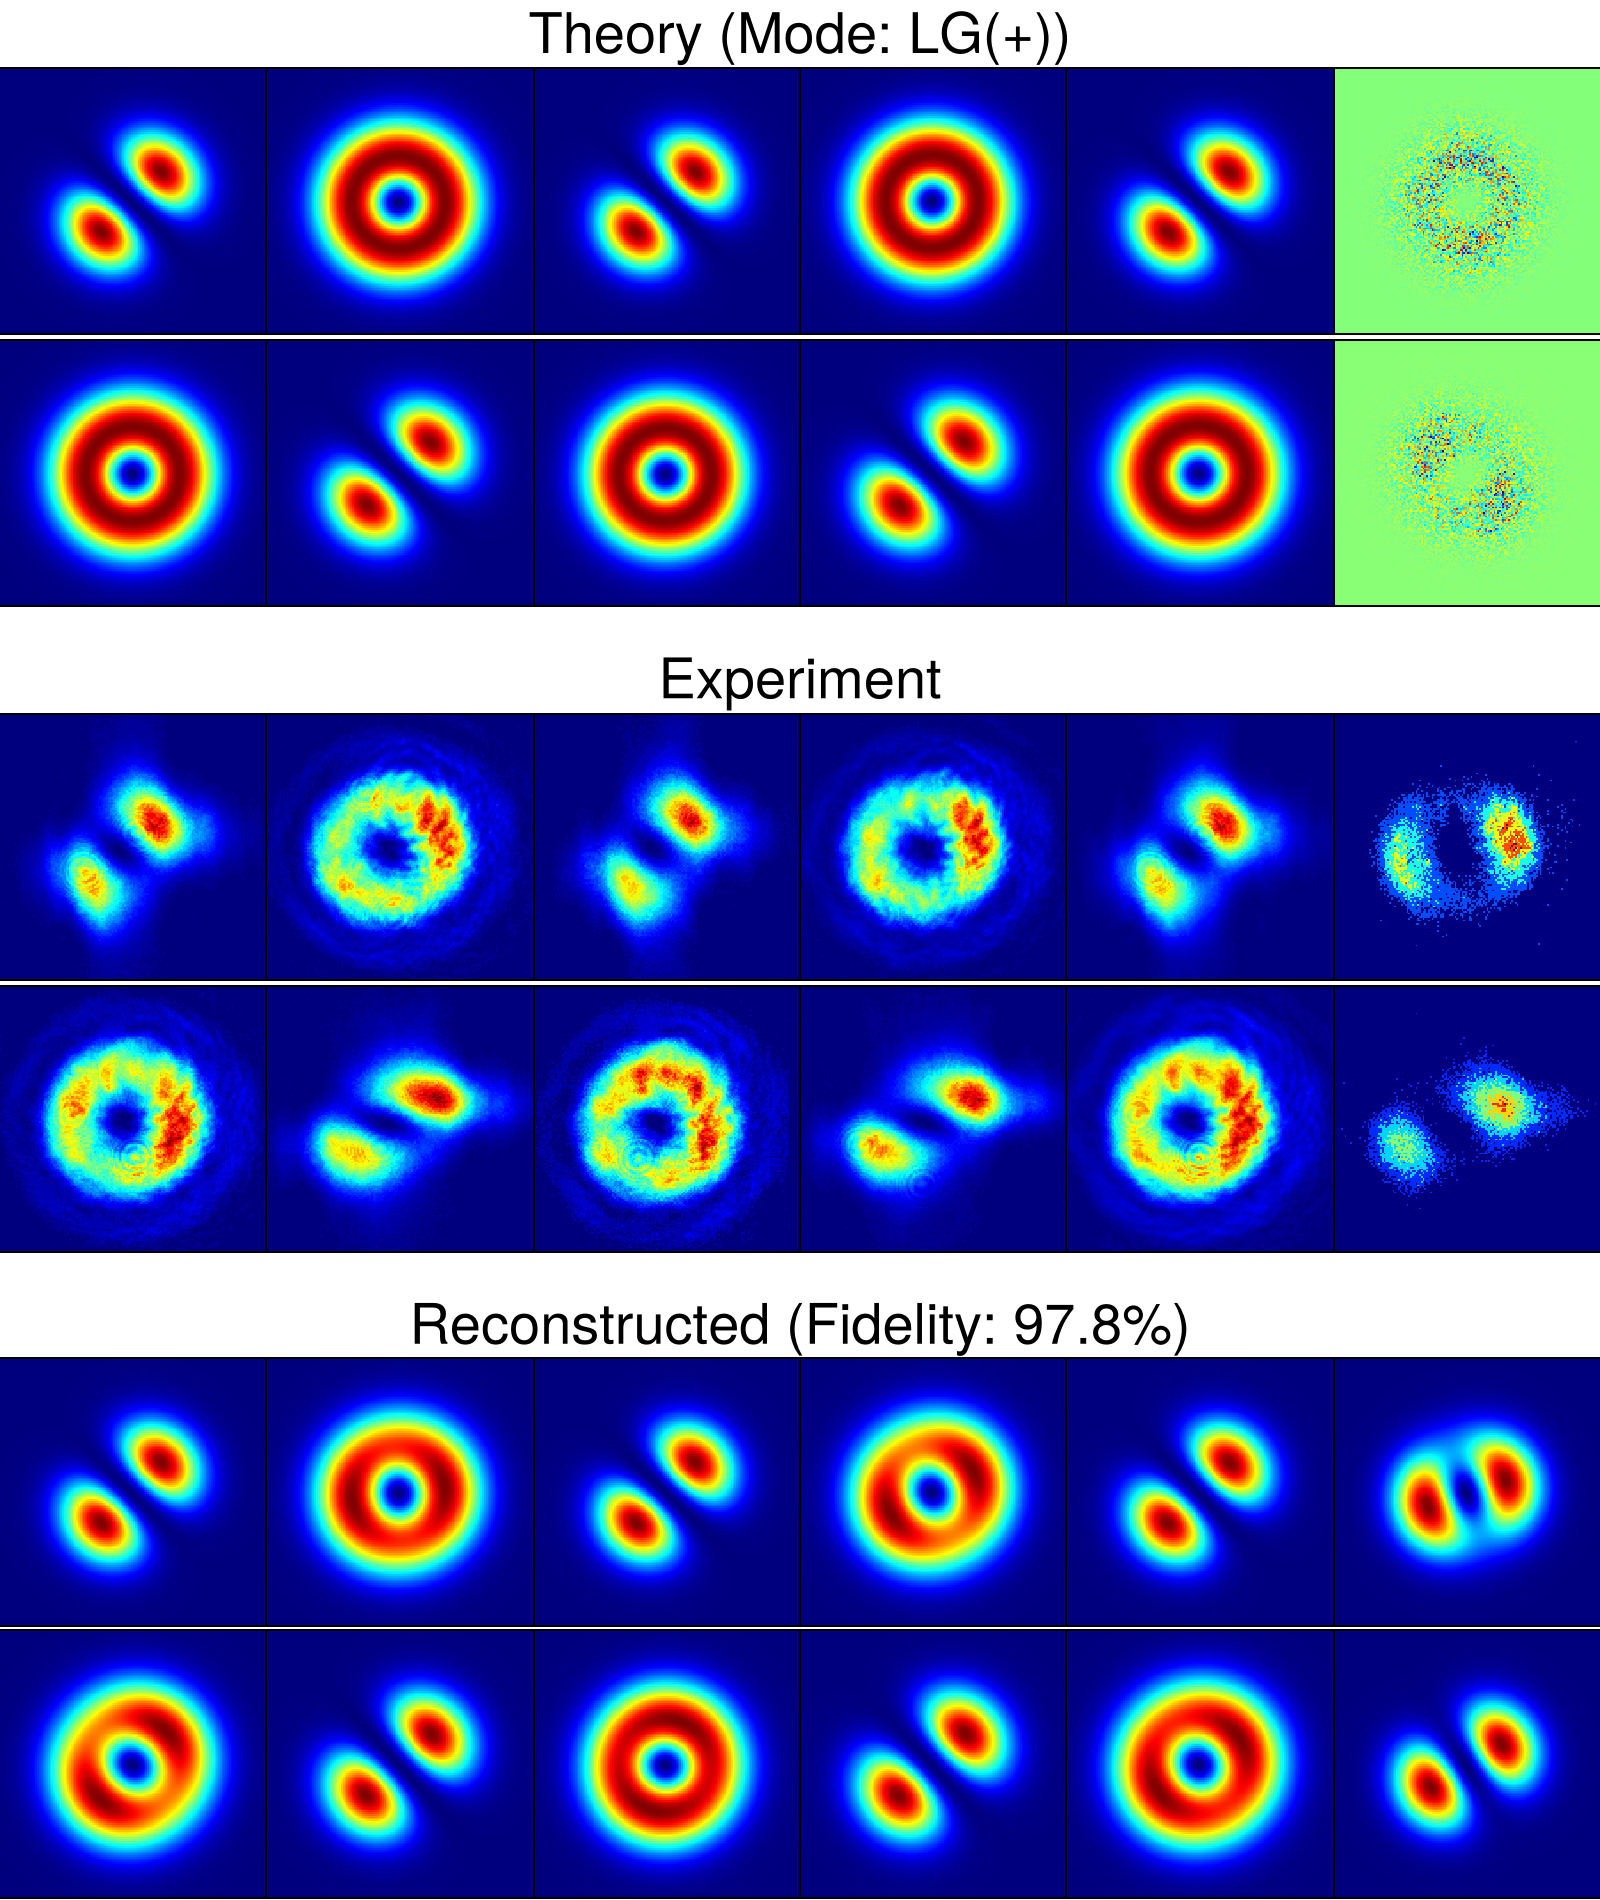 Theory (Mode: LG(+))
Experiment
Reconstructed (Fidelity: 97.8%)